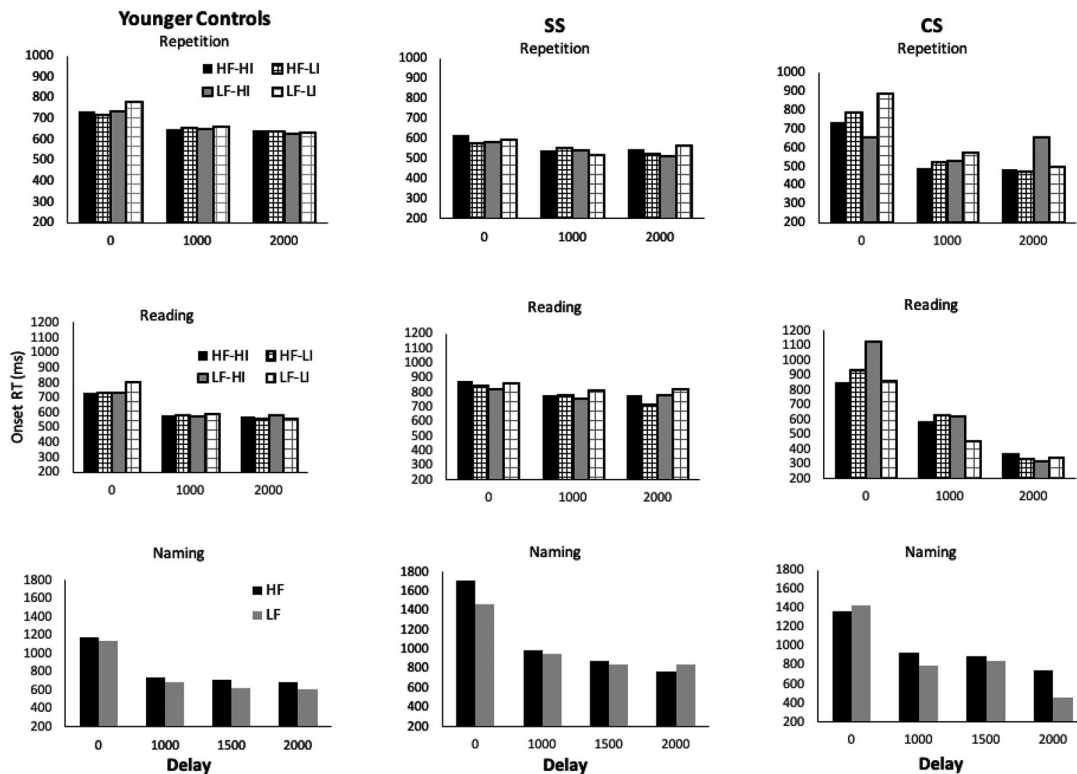 Younger Controls
Repetition
1000
900
800
700
600
500
400
300
200
HF-HI HF-LI
LF-HI LF-LI
0 1000 2000
SS
Repetition
1000
900
800
700
600
500
400
300
200
0 1000 2000
CS
Repetition
1000
900
800
700
600
500
400
300
200
0 1000 2000
Reading
Onset RT (ms)
1200
1100
1000
900
800
700
600
500
400
300
200
HF-HI HF-LI
LF-HI LF-LI
0 1000 2000
Reading
1200
1100
1000
900
800
700
600
500
400
300
200
0 1000 2000
Reading
1200
1100
1000
900
800
700
600
500
400
300
200
0 1000 2000
Naming
1800
1600
1400
1200
1000
800
600
400
200
HF
LF
0 1000 1500 2000
Delay
Naming
1800
1600
1400
1200
1000
800
600
400
200
0 1000 1500 2000
Delay
Naming
1800
1600
1400
1200
1000
800
600
400
200
0 1000 1500 2000
Delay